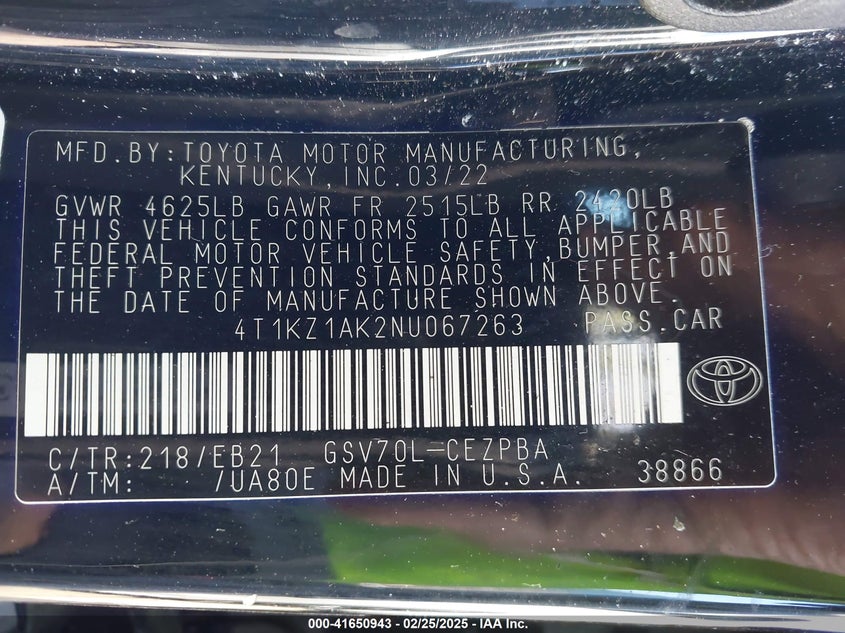 MFD.BY:TOYOTA MOTOR MANUFACTURING,
KENTUCKY,INC.03/22
GVWR 4625LB GAWR FR 2515LB RR 2420LB
THIS VEHICLE CONFORMS TO ALL APPLICABLE
FEDERAL MOTOR VEHICLE SAFETY,BUMPER,AND
THEFT PREVENTION STANDARDS IN EFFECT ON
THE DATE OF MANUFACTURE SHOWN ABOVE.
4T1KZ1AK2NU067263 PASS.CAR
C/TR:218/EB21 GSV70L-CEZPBA
A/TM: /UA80E MADE IN U.S.A. 38866
000-41650943 - 02/25/2025 - IAA Inc.